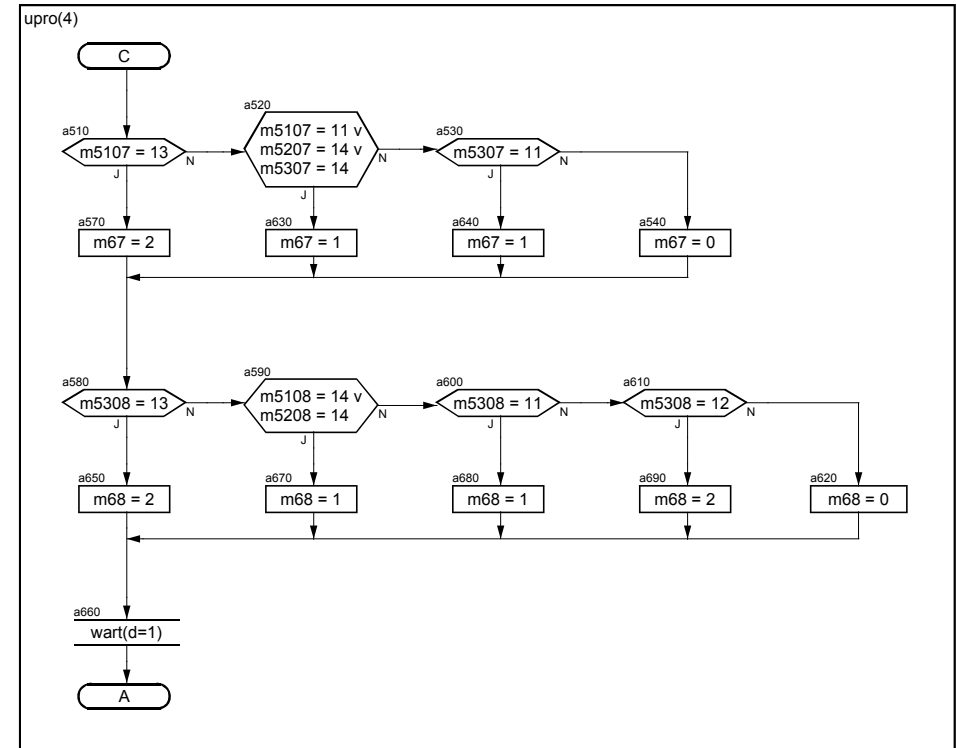 upro(4)
C
a510
m5107 = 13
N
J
a520
m5107 = 11 v
m5207 = 14 v
m5307 = 14
N
J
a530
m5307 = 11
N
J
a570
m67 = 2
a630
m67 = 1
a640
m67 = 1
a540
m67 = 0
a580
m5308 = 13
N
J
a590
m5108 = 14 v
m5208 = 14
N
J
a600
m5308 = 11
N
J
a610
m5308 = 12
N
J
a650
m68 = 2
a670
m68 = 1
a680
m68 = 1
a690
m68 = 2
a620
m68 = 0
a660
wart(d=1)
A